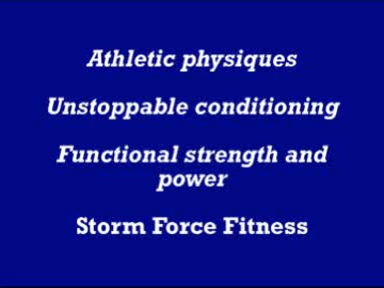 Athletic physiques
Unstoppable conditioning
Functional strength and
power
Storm Force Fitness